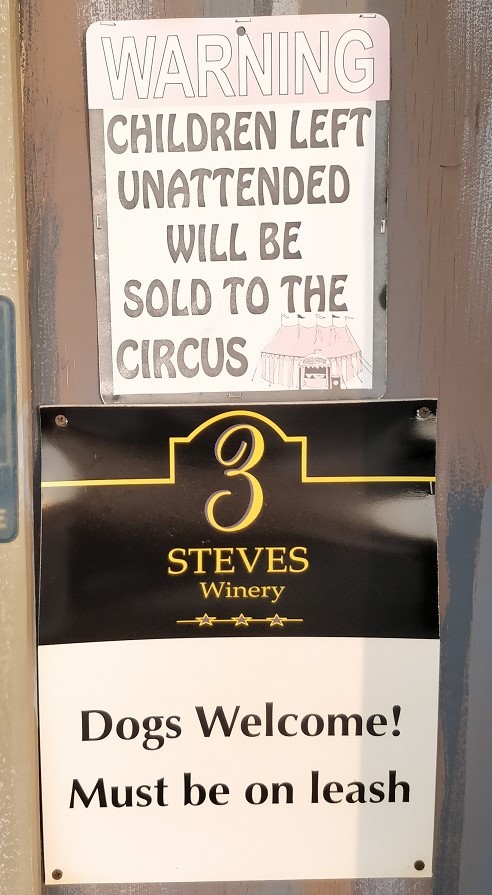 WARNING
CHILDREN LEFT
UNATTENDED
WILL BE
SOLD TO THE
CIRCUS
3
STEVES
Winery
Dogs Welcome!
Must be on leash